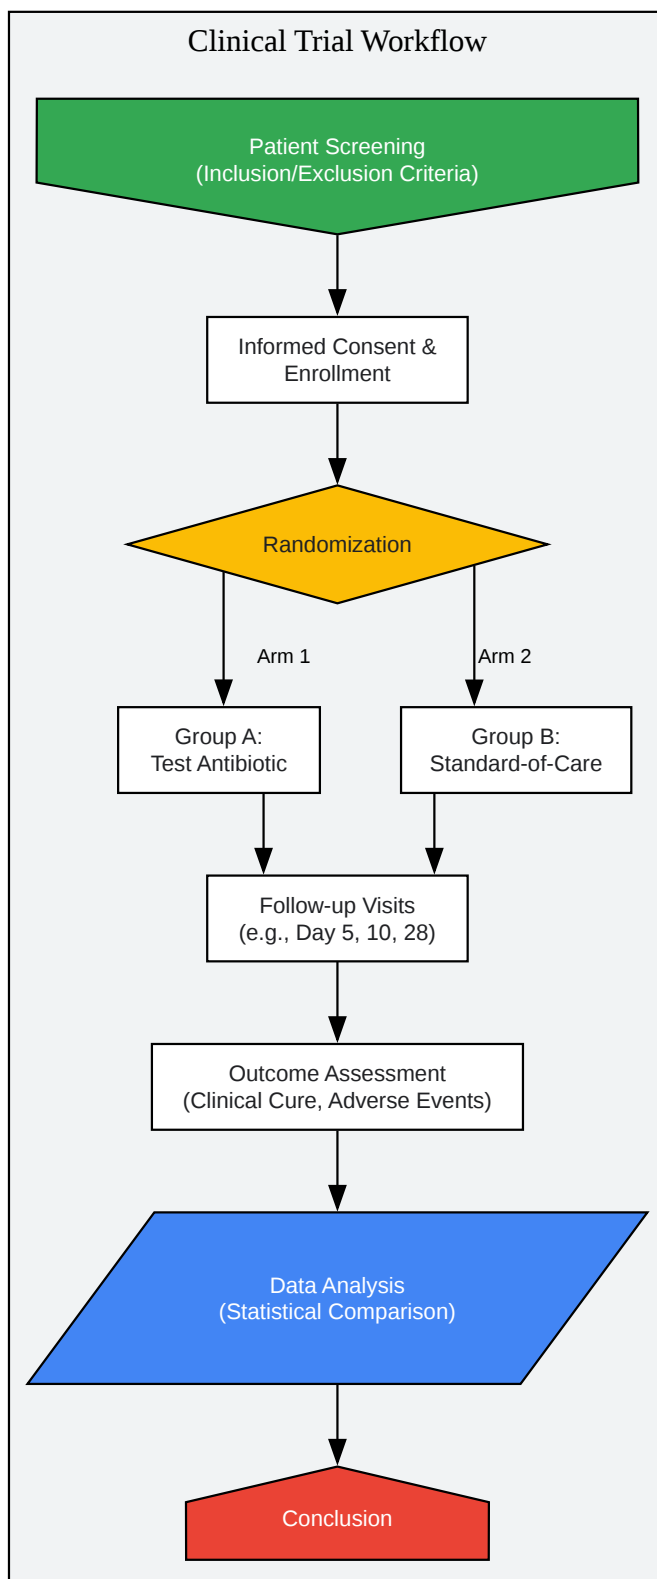 Clinical Trial Workflow
Patient Screening
(Inclusion/Exclusion Criteria)
Informed Consent &
Enrollment
Randomization
Arm 1
Arm 2
Group A:
Test Antibiotic
Group B:
Standard-of-Care
Follow-up Visits
(e.g., Day 5, 10, 28)
Outcome Assessment
(Clinical Cure, Adverse Events)
Data Analysis
(Statistical Comparison)
Conclusion